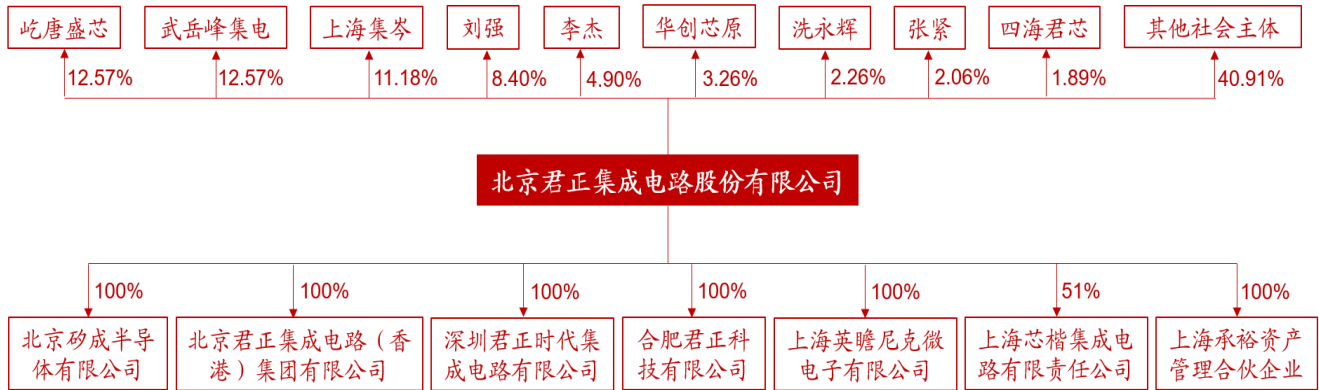 屹唐盛芯
武岳峰集电
上海集岑
刘强
李杰
华创芯原
冼永辉
张紧
四海君芯
其他社会主体
12.57%
12.57%
11.18%
8.40%
4.90%
3.26%
2.26%
2.06%
1.89%
40.91%
北京君正集成电路股份有限公司
100%
100%
100%
100%
100%
51%
100%
北京矽成半导
体有限公司
北京君正集成电路（香
港）集团有限公司
深圳君正时代集
成电路有限公司
合肥君正科
技有限公司
上海英瞻尼克微
电子有限公司
上海芯楷集成电
路有限责任公司
上海承裕资产
管理合伙企业